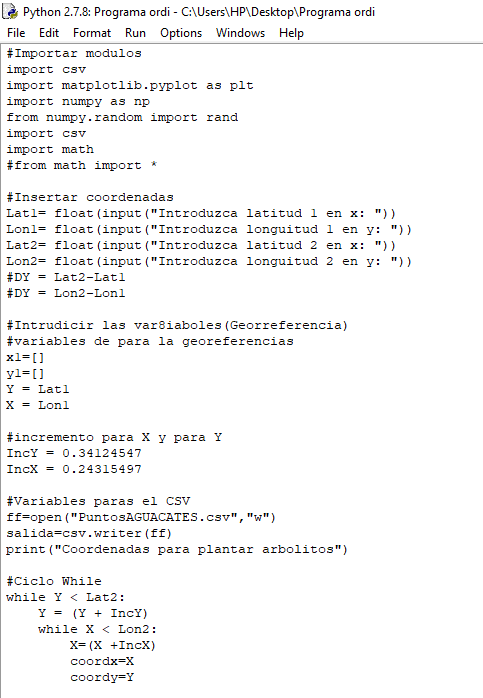 Python 2.7.8: Programa ordi - C:\Users\HP\Desktop\Programa ordi
File Edit Format Run Options Windows Help
#Importar modulos
import csv
import matplotlib.pyplot as plt
import numpy as np
from numpy.random import rand
import csv
import math
#from math import *

#Insertar coordenadas
Lat1= float(input("Introduzca latitud 1 en x: "))
Lon1= float(input("Introduzca longuitud 1 en y: "))
Lat2= float(input("Introduzca latitud 2 en x: "))
Lon2= float(input("Introduzca longuitud 2 en y: "))
#DY = Lat2-Lat1
#DY = Lon2-Lon1

#Intrudicir las var8iaboles(Georreferencia)
#variables de para la georeferencias
x1=[]
y1=[]
Y = Lat1
X = Lon1

#incremento para X y para Y
IncY = 0.34124547
IncX = 0.24315497

#Variables paras el CSV
ff=open("PuntosAGUACATES.csv","w")
salida=csv.writer(ff)
print("Coordenadas para plantar arbolitos")

#Ciclo While
while Y < Lat2:
    Y = (Y + IncY)
    while X < Lon2:
        X=(X +IncX)
        coordx=X
        coordy=Y